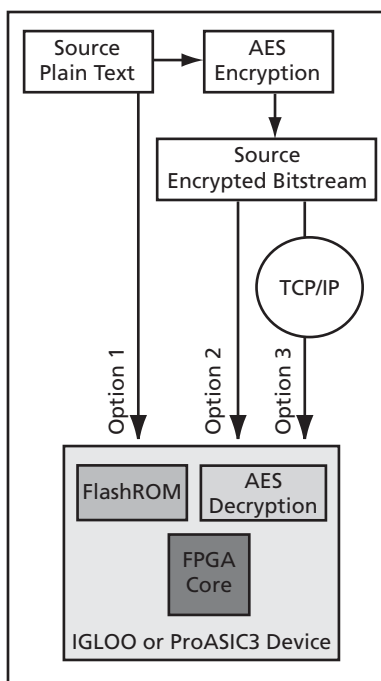 Source
Plain Text
AES
Encryption
Source
Encrypted Bitstream
TCP/IP
Option 1
Option 2
Option 3
FlashROM
AES
Decryption
FPGA
Core
IGLOO or ProASIC3 Device